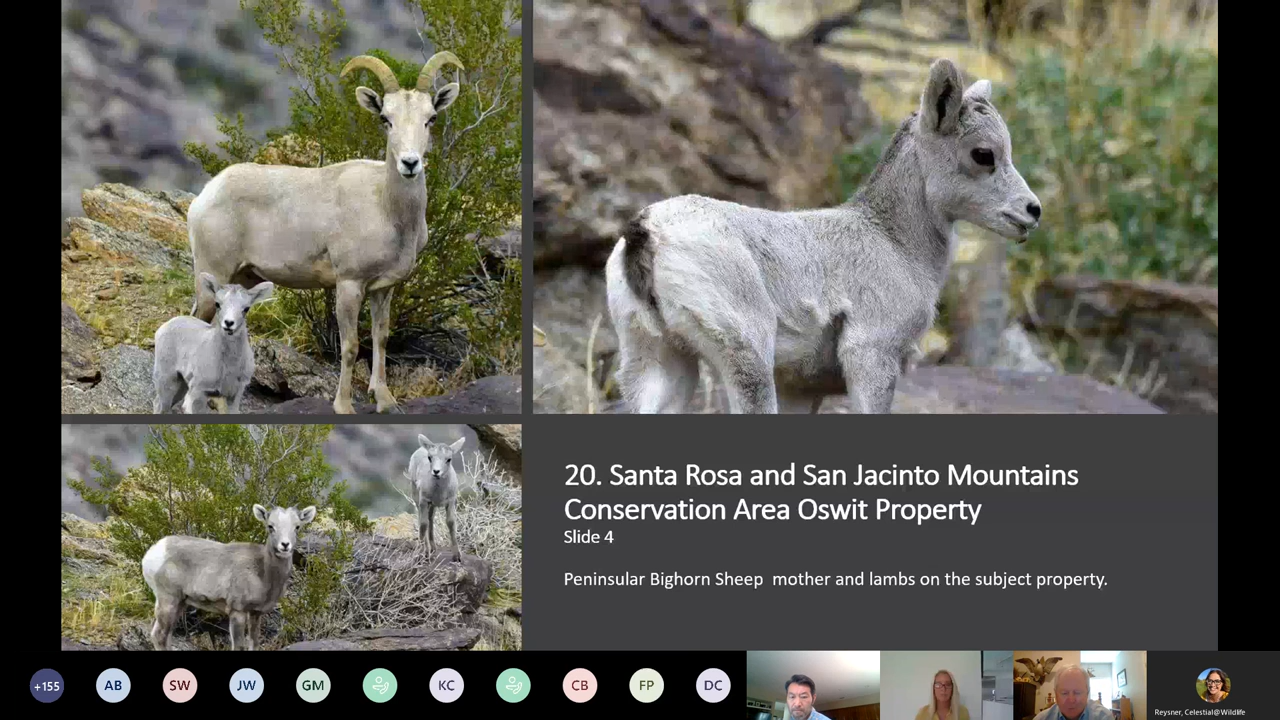 20. Santa Rosa and San Jacinto Mountains
Conservation Area Oswit Property
Slide 4
Peninsular Bighorn Sheep  mother and lambs on the subject property.
+155
AB
SW
JW
GM
KC
CB
FP
DC
Reysner, Celestial@Wildlife